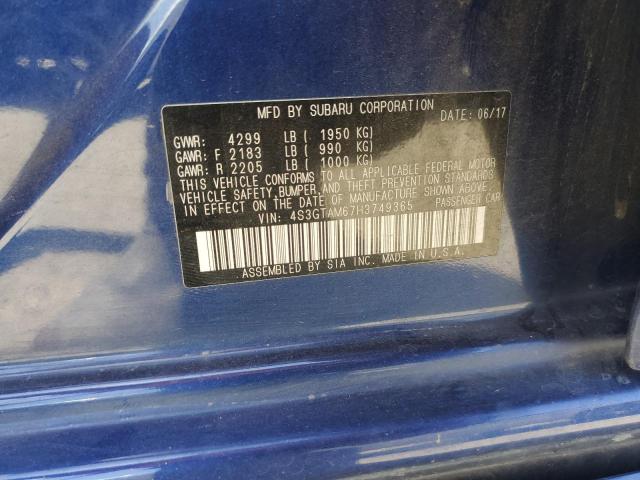 MFD BY SUBARU CORPORATION DATE: 06/17
GVWR: 4299 LB ( 1950 KG)
GAWR: F 2183 LB ( 990 KG)
GAWR: R 2205 LB ( 1000 KG)
THIS VEHICLE CONFORMS TO ALL APPLICABLE FEDERAL MOTOR
VEHICLE SAFETY, BUMPER, AND THEFT PREVENTION STANDARDS
IN EFFECT ON THE DATE OF MANUFACTURE SHOWN ABOVE.
VIN: 4S3GTAM67H3749365 PASSENGER CAR
ASSEMBLED BY SIA INC. MADE IN U.S.A.